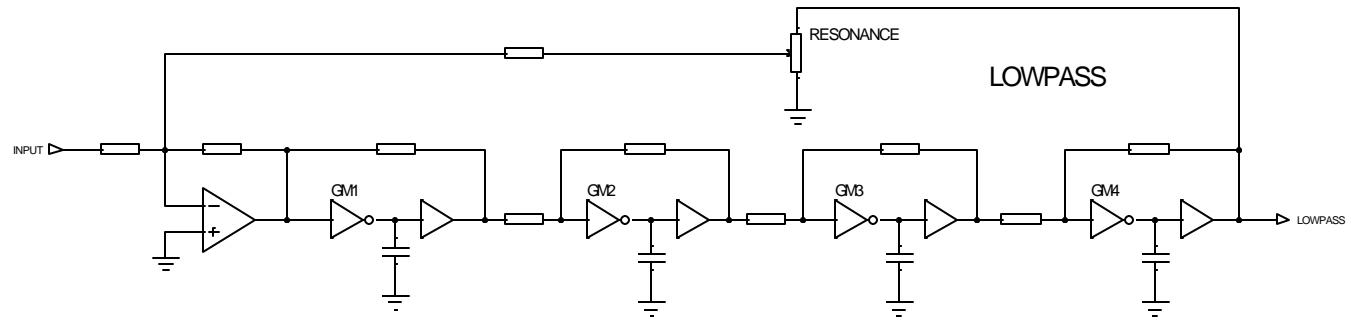 RESONANCE
LOWPASS
INPUT
GM1
GM2
GM3
GM4
LOWPASS